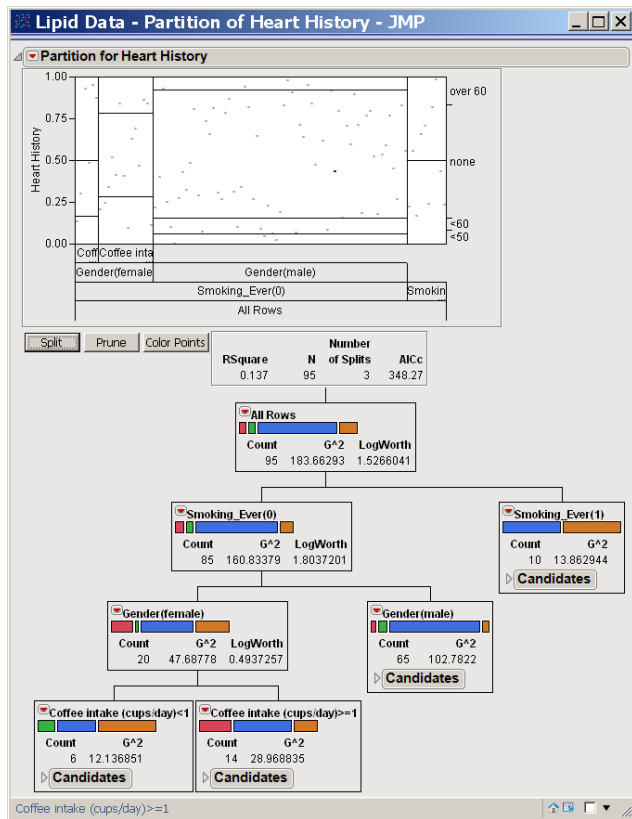 Lipid Data - Partition of Heart History - JMP
Partition for Heart History
Heart History
1.00
0.75
0.50
0.25
0.00
over 60
none
<60
<50
Coff ... Coffee inta ...
Gender(female Gender(male)
Smoking_Ever(0) Smokin ...
All Rows
Split Prune Color Points
RSquare N Number of Splits AICc
0.137 95 3 348.27
All Rows
Count G^2 LogWorth
95 183.66293 1.5266041
Smoking_Ever(0)
Count G^2 LogWorth
85 160.83379 1.8037201
Smoking_Ever(1)
Count G^2
10 13.862944
Candidates
Gender(female)
Count G^2 LogWorth
20 47.68778 0.4937257
Gender(male)
Count G^2
65 102.7822
Candidates
Coffee intake (cups/day)<1
Count G^2
6 12.136851
Candidates
Coffee intake (cups/day)>=1
Count G^2
14 28.968835
Candidates
Coffee intake (cups/day)>=1